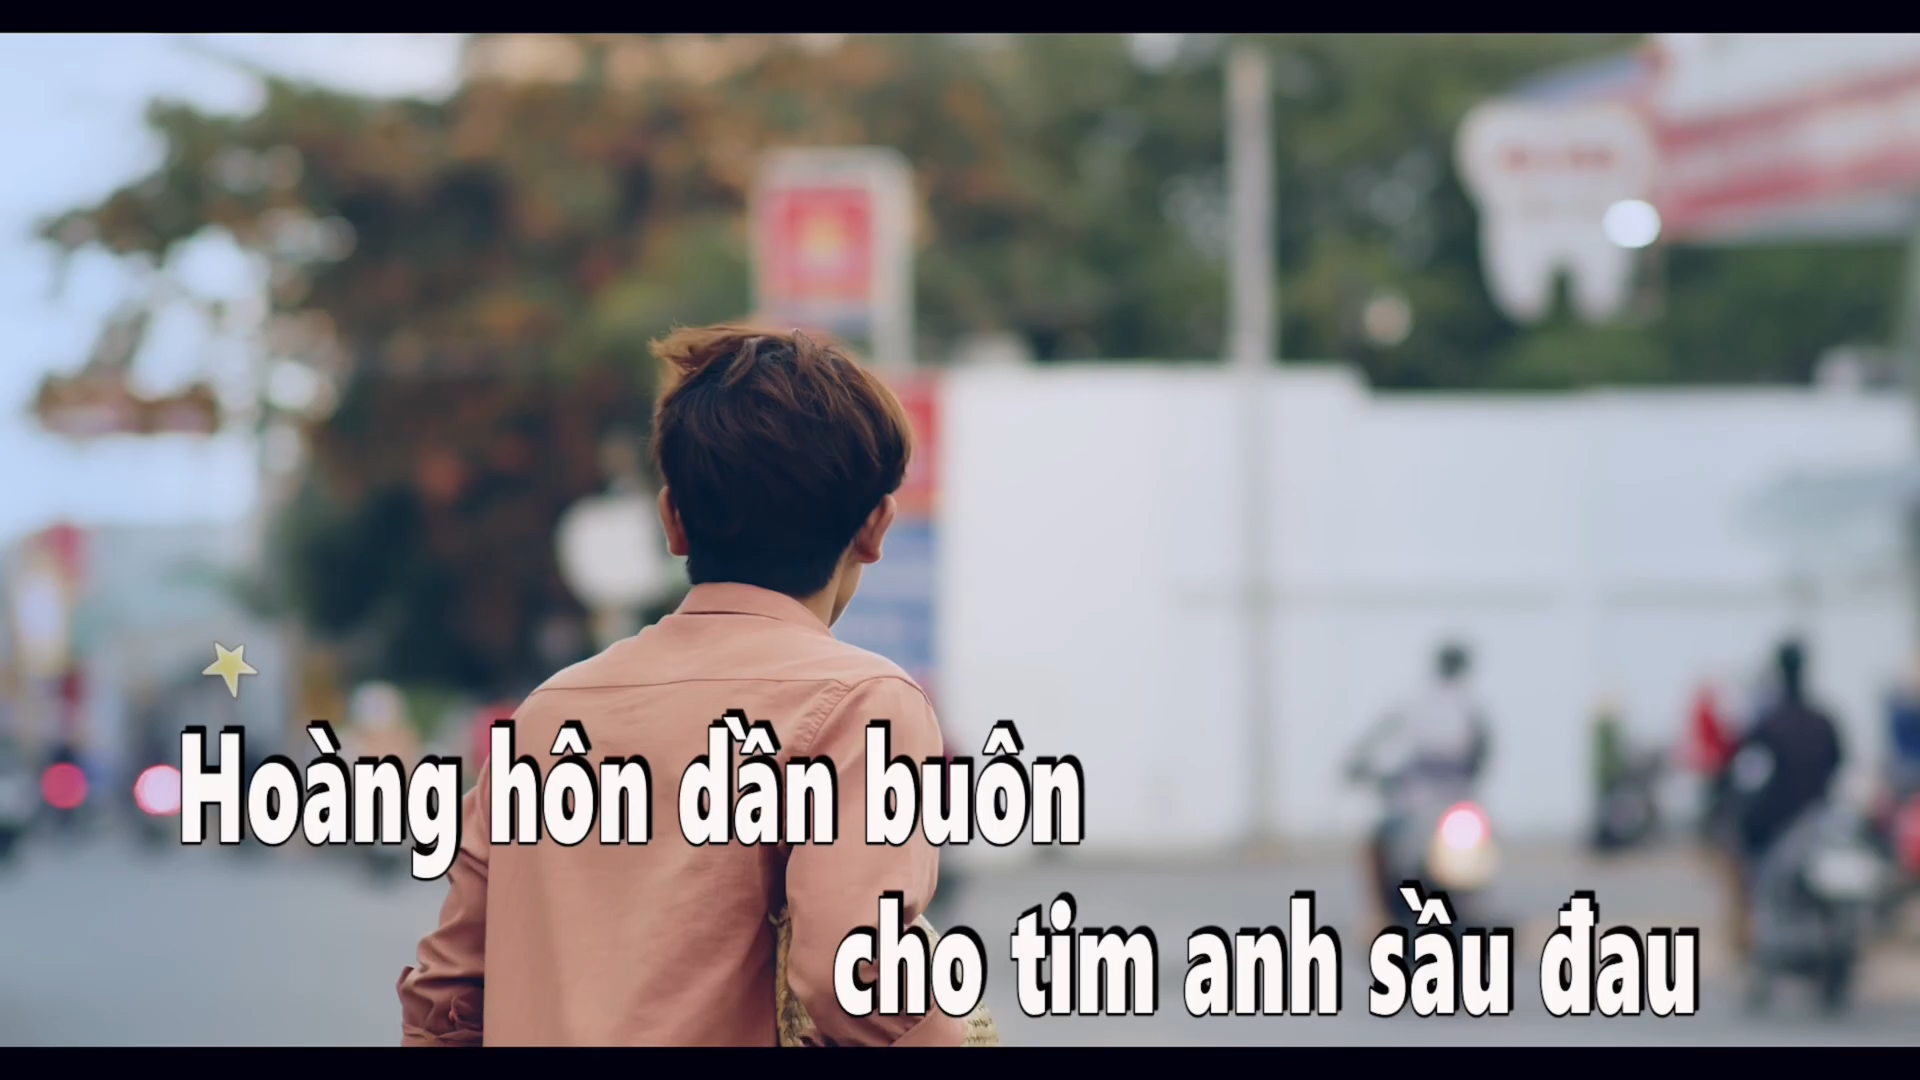 Hoàng hôn dần buôn
cho tim anh sầu đau